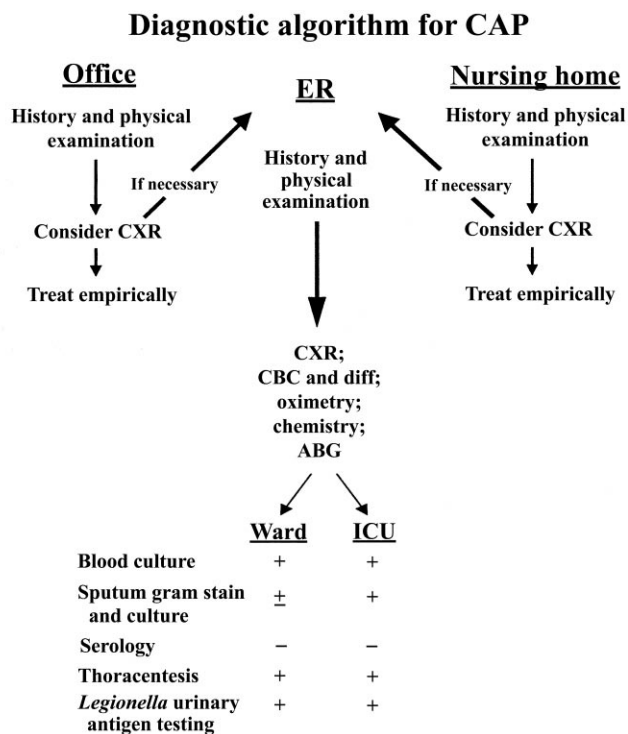 Diagnostic algorithm for CAP
Office
History and physical
examination
If necessary
Consider CXR
Treat empirically
ER
History and
physical
examination
Nursing home
History and physical
examination
If necessary
Consider CXR
Treat empirically
CXR;
CBC and diff;
oximetry;
chemistry;
ABG
Ward ICU
Blood culture + +
Sputum gram stain
and culture ± +
Serology – –
Thoracentesis + +
Legionella urinary
antigen testing + +